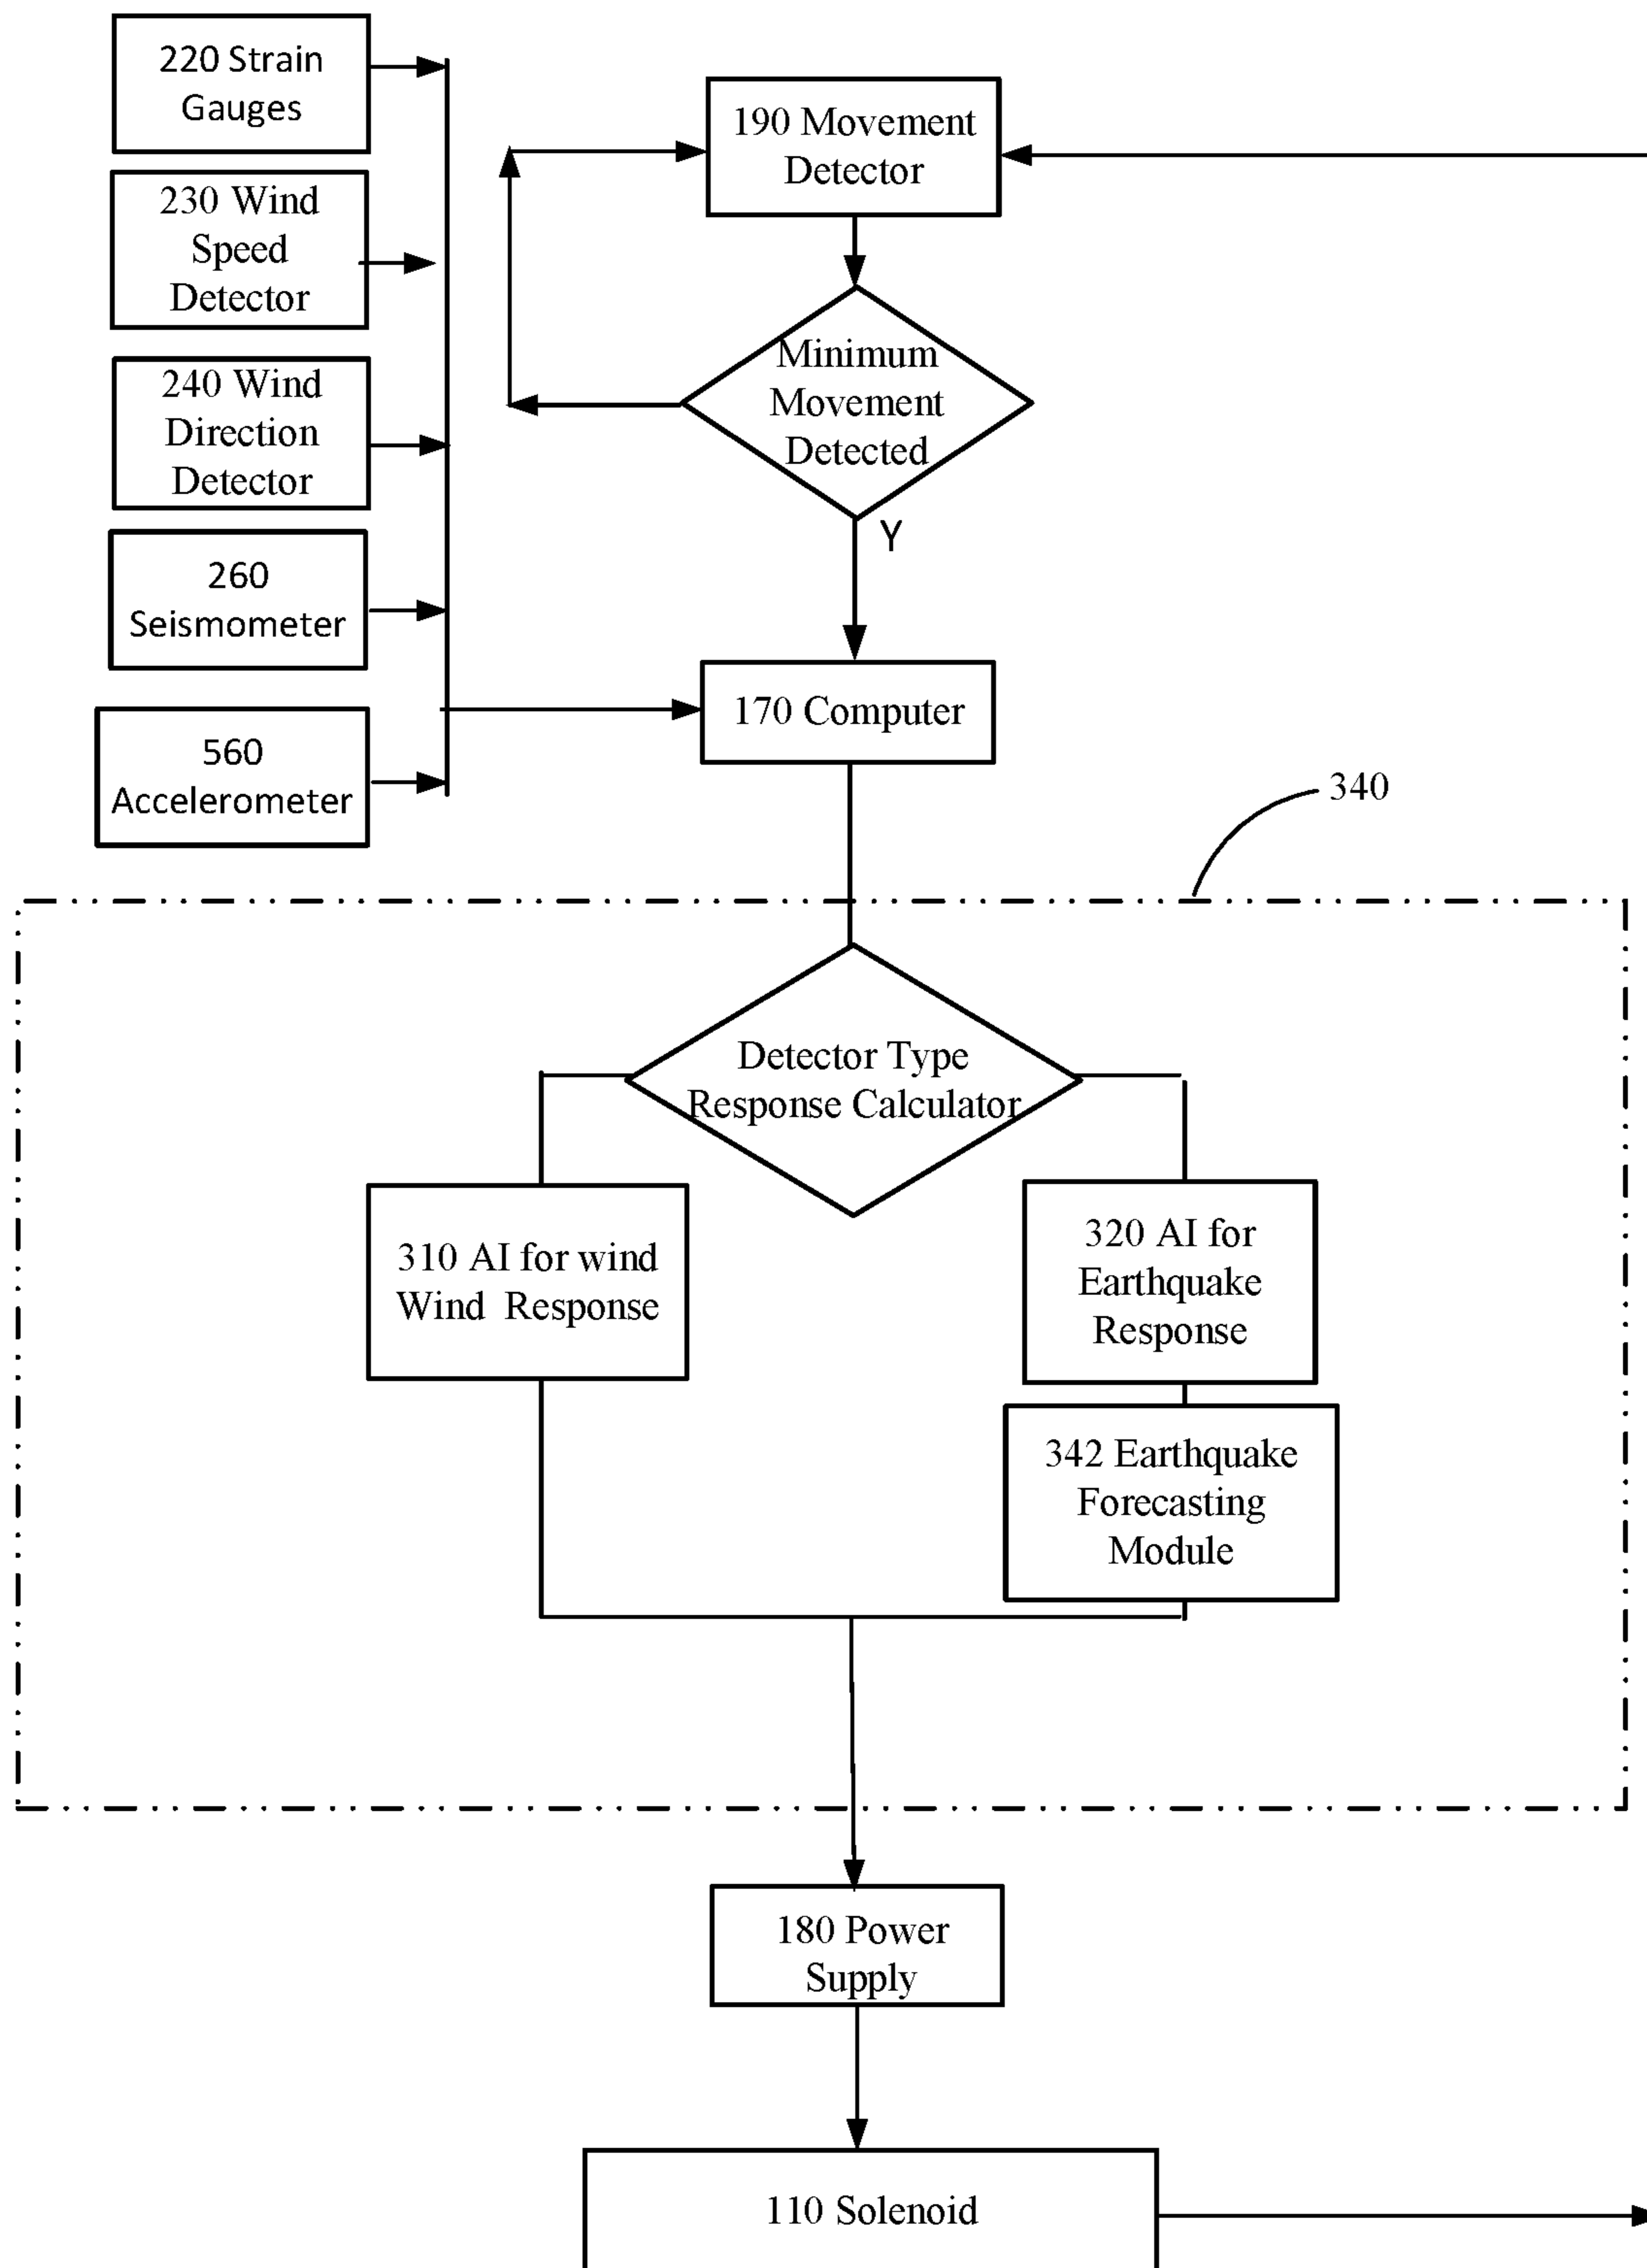 220 Strain
Gauges
230 Wind
Speed
Detector
240 Wind
Direction
Detector
260
Seismometer
560
Accelerometer
190 Movement
Detector
Minimum
Movement
Detected
Y
170 Computer
340
Detector Type
Response Calculator
310 AI for wind
Wind Response
320 AI for
Earthquake
Response
342 Earthquake
Forecasting
Module
180 Power
Supply
110 Solenoid